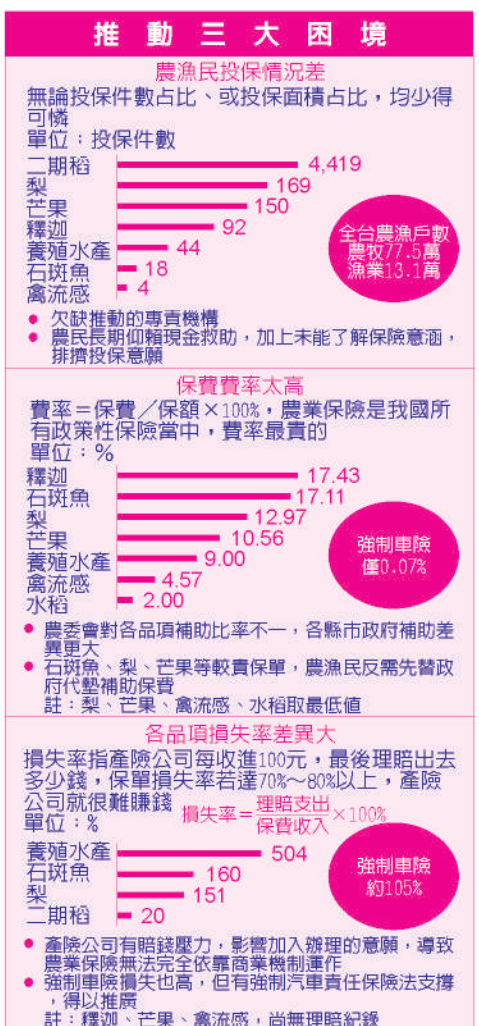 推動三大困境
農漁民投保情況差
無論投保件數占比、或投保面積占比，均少得
可憐
單位：投保件數
二期稻 4,419
梨 169
芒果 150
釋迦 92
養殖水產 44
石斑魚 18
禽流感 4
全台農漁戶數
農牧77.5萬
漁業13.1萬
● 欠缺推動的專責機構
● 農民長期仰賴現金救助，加上未能了解保險意涵，
排擠投保意願
保費費率太高
費率＝保費／保額×100%，農業保險是我國所
有政策性保險當中，費率最貴的
單位：%
釋迦 17.43
石斑魚 17.11
梨 12.97
芒果 10.56
養殖水產 9.00
禽流感 4.57
水稻 2.00
強制車險
僅0.07%
● 農委會對各品項補助比率不一，各縣市政府補助差
異更大
● 石斑魚、梨、芒果等較貴保單，農漁民反需先替政
府代墊補助保費
註：梨、芒果、禽流感、水稻取最低值
各品項損失率差異大
損失率指產險公司每收進100元，最後理賠出去
多少錢，保單損失率若達70%～80%以上，產險
公司就很難賺錢
單位：%
損失率＝理賠支出／保費收入×100%
養殖水產 504
石斑魚 160
梨 151
二期稻 20
強制車險
約105%
● 產險公司有賠錢壓力，影響加入辦理的意願，導致
農業保險無法完全依靠商業機制運作
● 強制車險損失也高，但有強制汽車責任保險法支撐
，得以推廣
註：釋迦、芒果、禽流感，尚無理賠紀錄